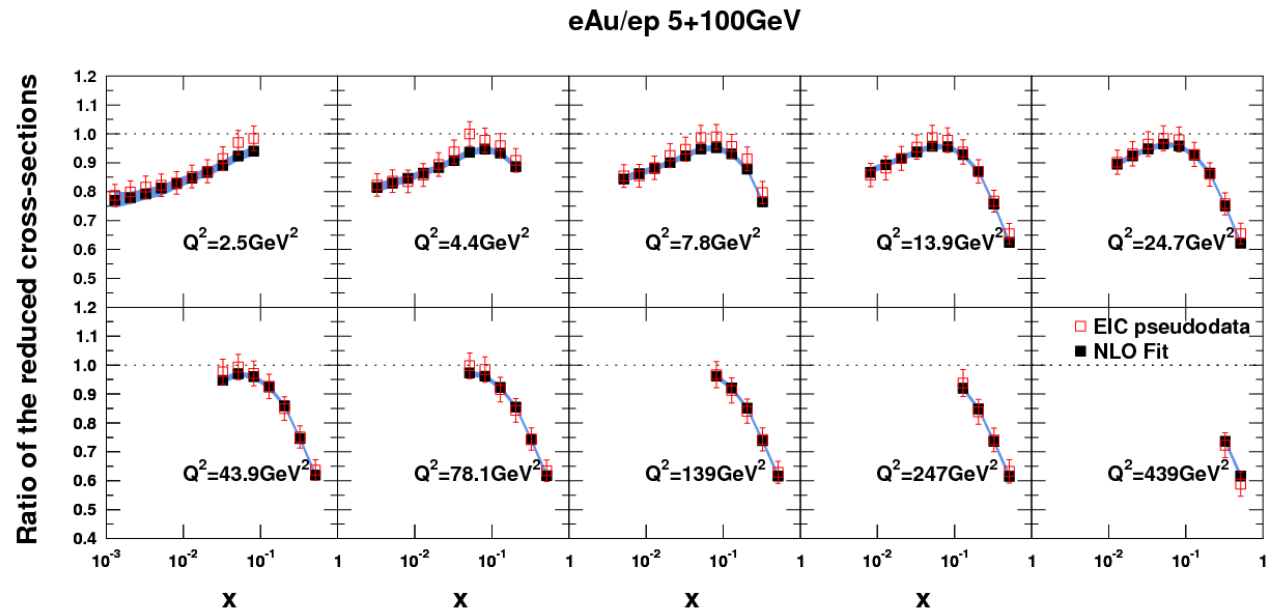 eAu/ep 5+100GeV
Ratio of the reduced cross-sections
1.2
1.1
1.0
0.9
0.8
0.7
0.6
0.5
Q²=2.5GeV²
Q²=4.4GeV²
Q²=7.8GeV²
Q²=13.9GeV²
Q²=24.7GeV²
1.2
1.1
1.0
0.9
0.8
0.7
0.6
0.5
0.4
EIC pseudodata
NLO Fit
Q²=43.9GeV²
Q²=78.1GeV²
Q²=139GeV²
Q²=247GeV²
Q²=439GeV²
10⁻³ 10⁻² 10⁻¹ 1
10⁻² 10⁻¹ 1
10⁻² 10⁻¹ 1
10⁻² 10⁻¹ 1
10⁻² 10⁻¹ 1
x x x x